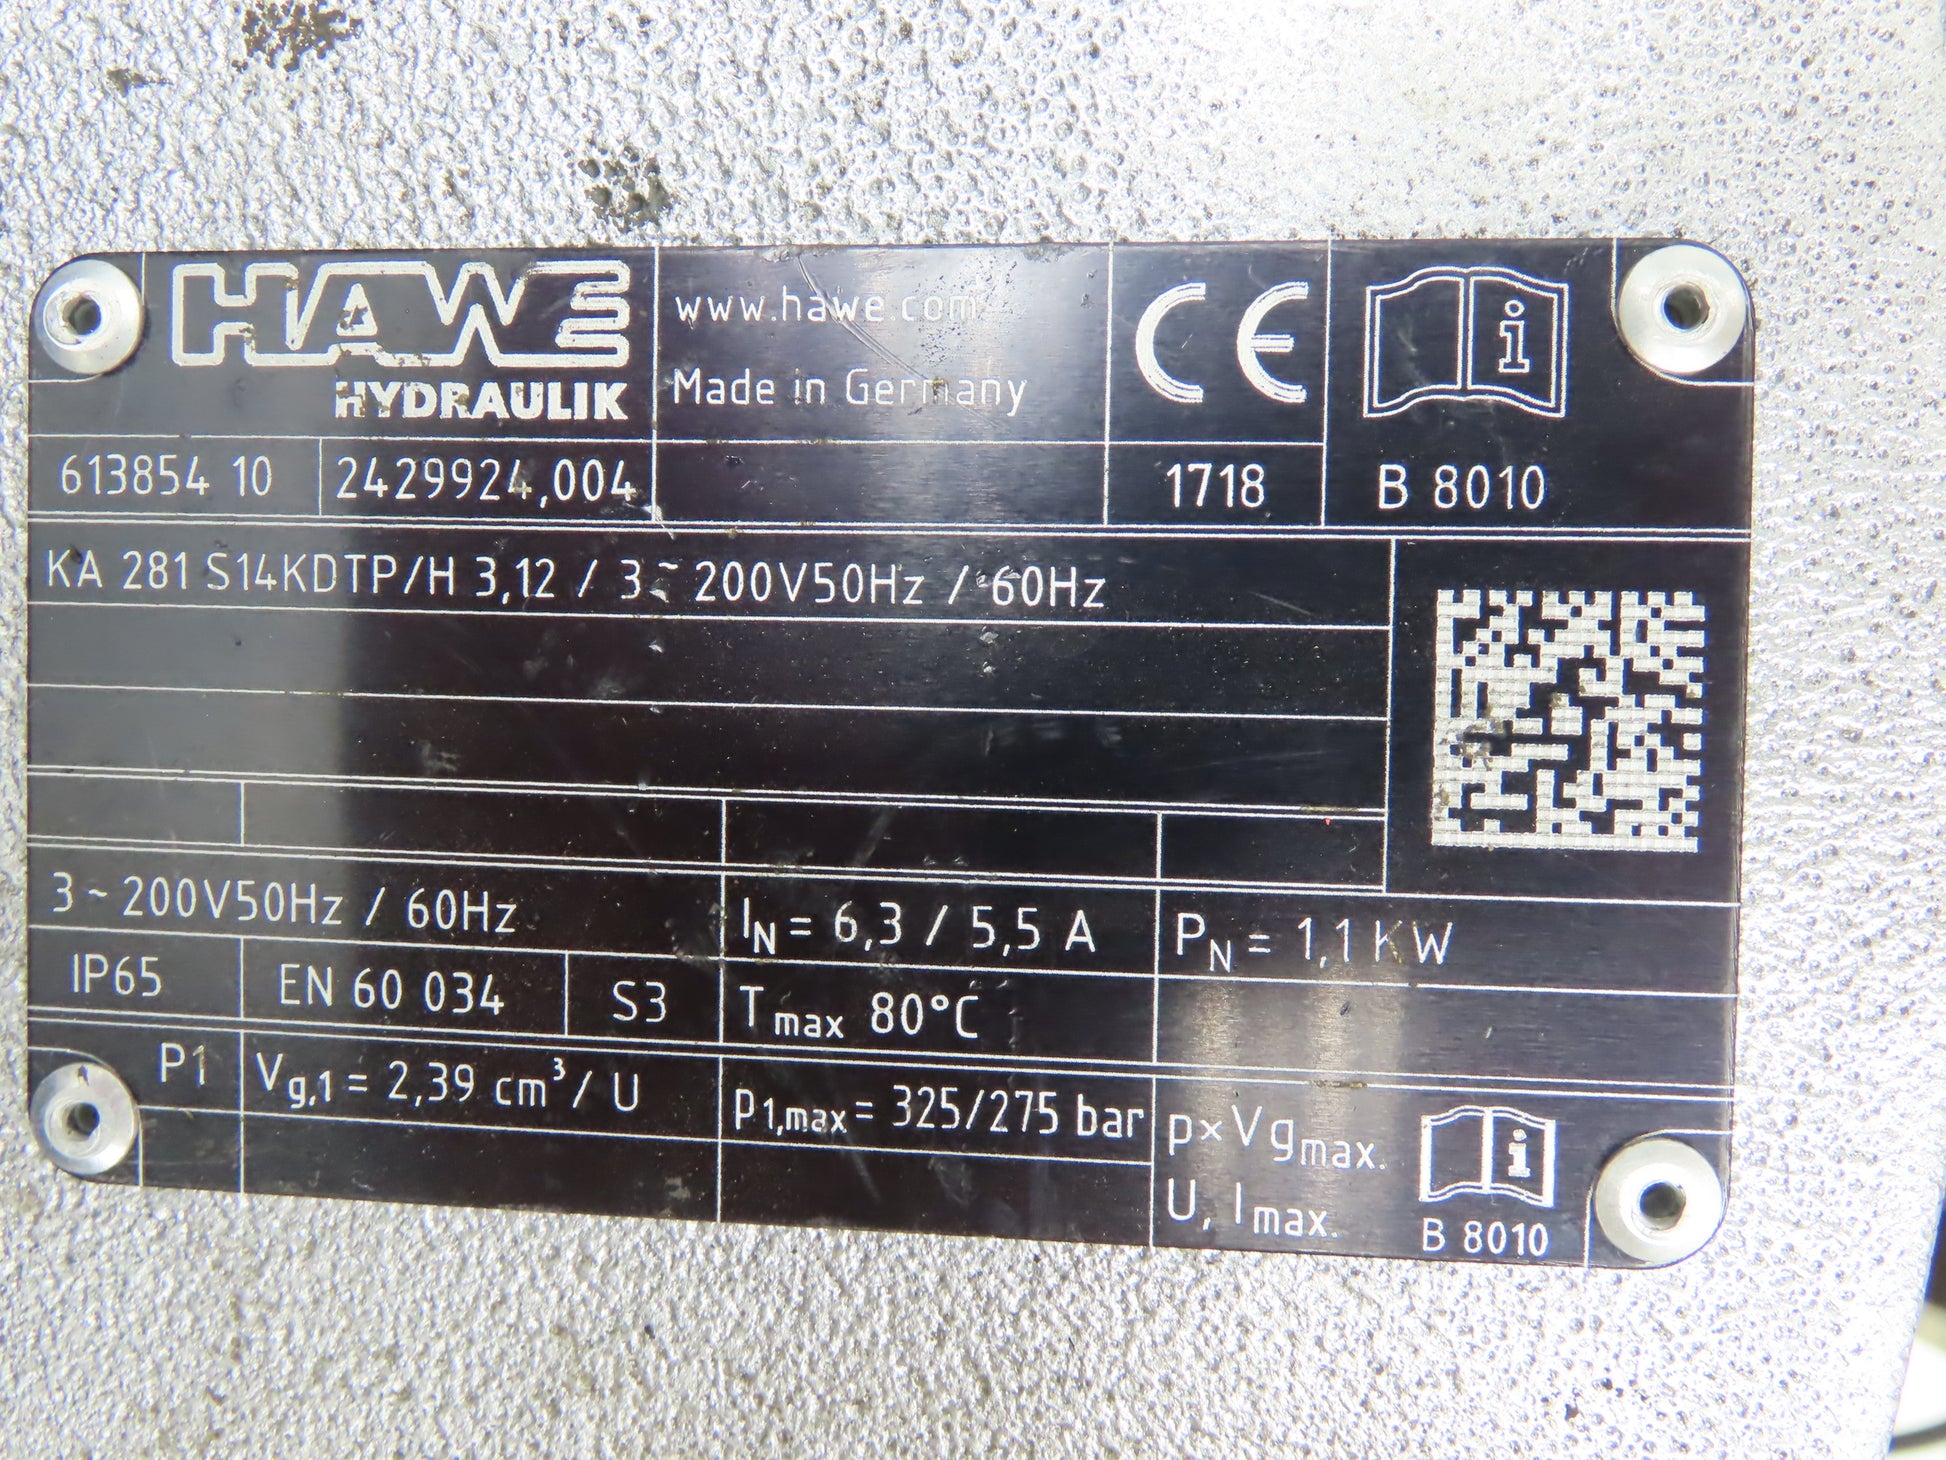 HAWE
HYDRAULIK
www.hawe.com
Made in Germany
CE
i
613854 10
2429924,004
1718
B 8010
KA 281 S14KDTP/H 3,12 / 3~ 200V50Hz / 60Hz
3~200V50Hz / 60Hz
IN = 6,3 / 5,5 A
PN = 1,1 KW
IP65
EN 60 034
S3
Tmax 80°C
P1
Vg,1 = 2,39 cm³/ U
p1,max = 325/275 bar
p×Vgmax.
U, Imax.
i
B 8010